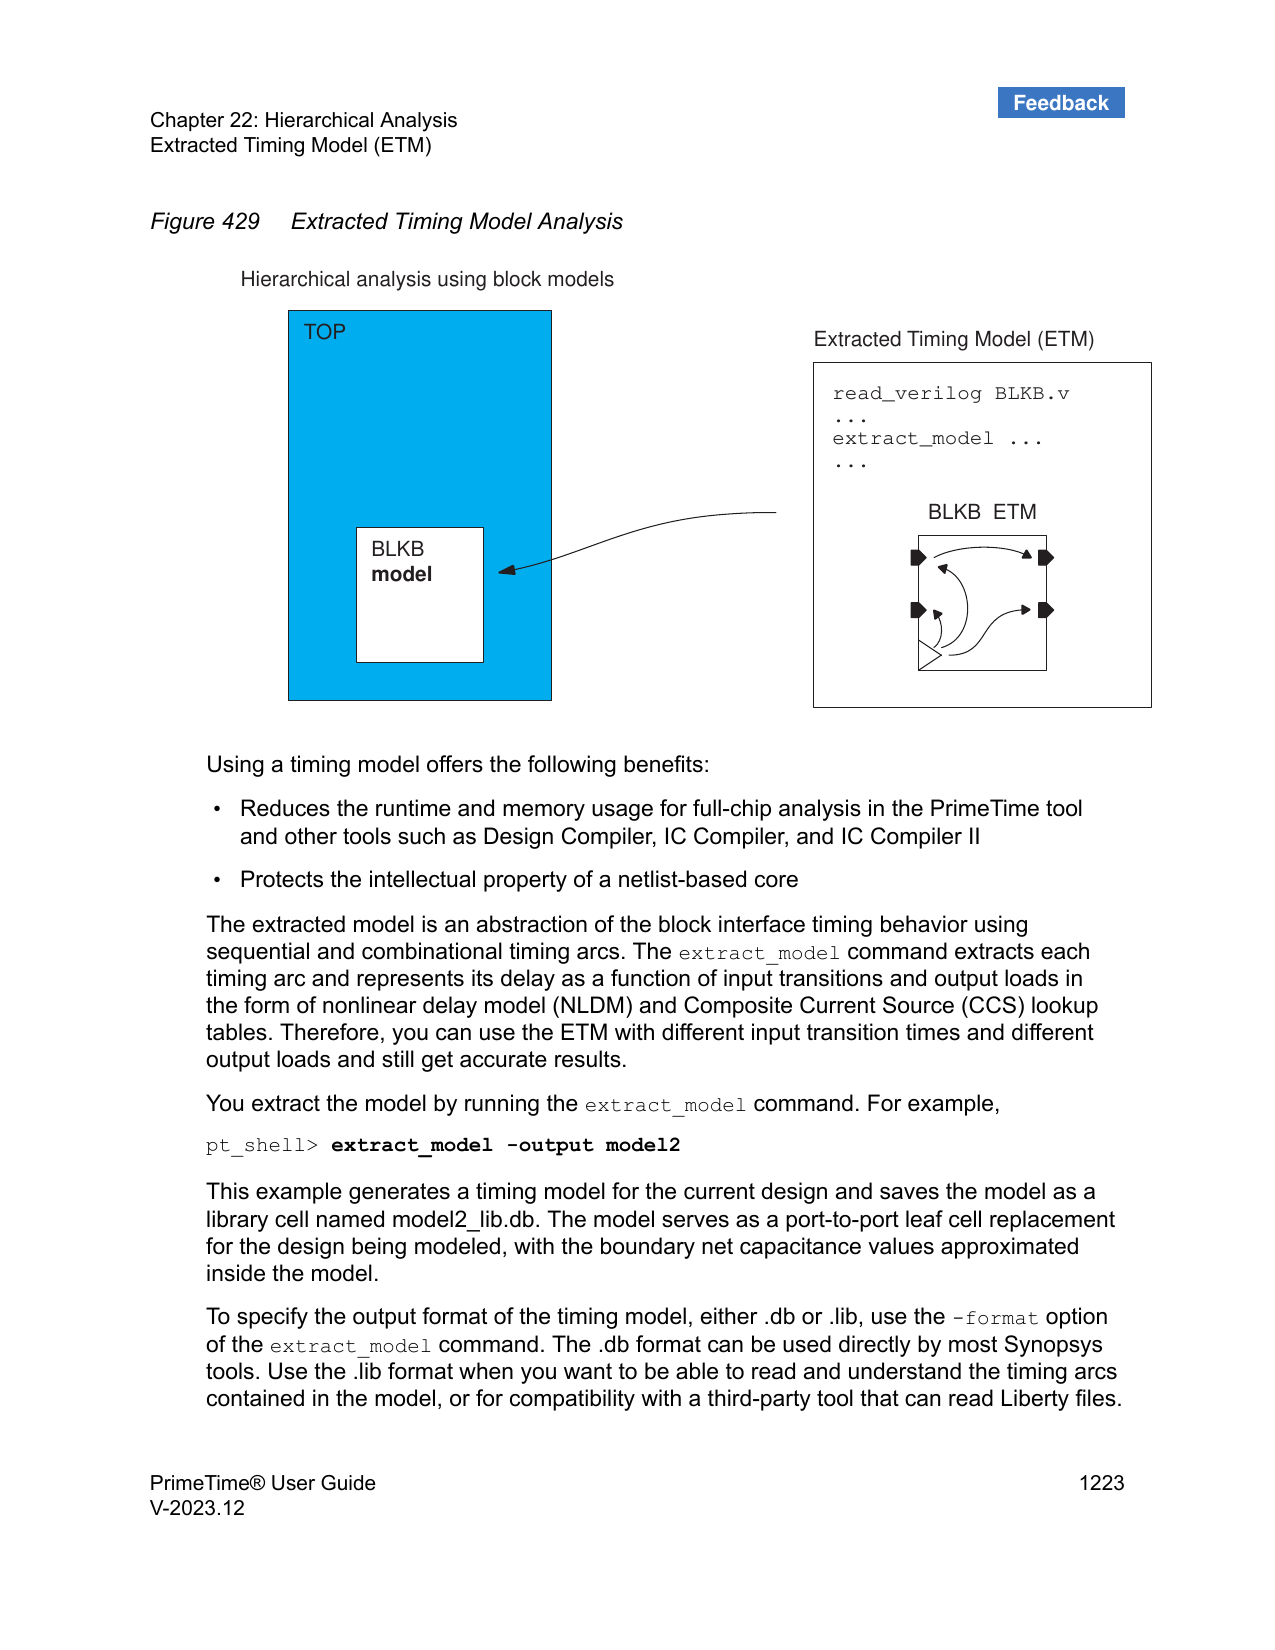 Feedback
Chapter 22: Hierarchical Analysis
Extracted Timing Model (ETM)
Figure 429 Extracted Timing Model Analysis
Hierarchical analysis using block models
TOP
BLKB
model
Extracted Timing Model (ETM)
read_verilog BLKB.v
...
extract_model ...
...
BLKB ETM
Using a timing model offers the following benefits:
• Reduces the runtime and memory usage for full-chip analysis in the PrimeTime tool
and other tools such as Design Compiler, IC Compiler, and IC Compiler II
• Protects the intellectual property of a netlist-based core
The extracted model is an abstraction of the block interface timing behavior using
sequential and combinational timing arcs. The extract_model command extracts each
timing arc and represents its delay as a function of input transitions and output loads in
the form of nonlinear delay model (NLDM) and Composite Current Source (CCS) lookup
tables. Therefore, you can use the ETM with different input transition times and different
output loads and still get accurate results.
You extract the model by running the extract_model command. For example,
pt_shell> extract_model -output model2
This example generates a timing model for the current design and saves the model as a
library cell named model2_lib.db. The model serves as a port-to-port leaf cell replacement
for the design being modeled, with the boundary net capacitance values approximated
inside the model.
To specify the output format of the timing model, either .db or .lib, use the -format option
of the extract_model command. The .db format can be used directly by most Synopsys
tools. Use the .lib format when you want to be able to read and understand the timing arcs
contained in the model, or for compatibility with a third-party tool that can read Liberty files.
PrimeTime® User Guide 1223
V-2023.12